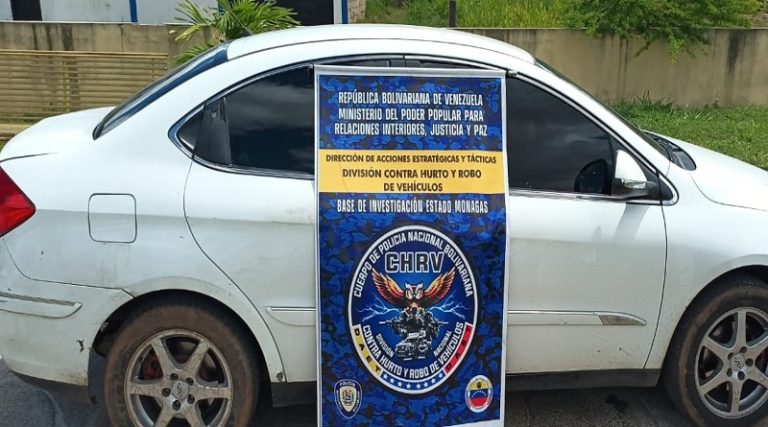 REPÚBLICA BOLIVARIANA DE VENEZUELA
MINISTERIO DEL PODER POPULAR PARA
RELACIONES INTERIORES, JUSTICIA Y PAZ
DIRECCIÓN DE ACCIONES ESTRATÉGICAS Y TÁCTICAS
DIVISIÓN CONTRA HURTO Y ROBO
DE VEHÍCULOS
BASE DE INVESTIGACIÓN ESTADO MONAGAS
CUERPO DE POLICÍA NACIONAL BOLIVARIANA
CHRV
DIVISIÓN NACIONAL
CONTRA HURTO Y ROBO DE VEHÍCULOS